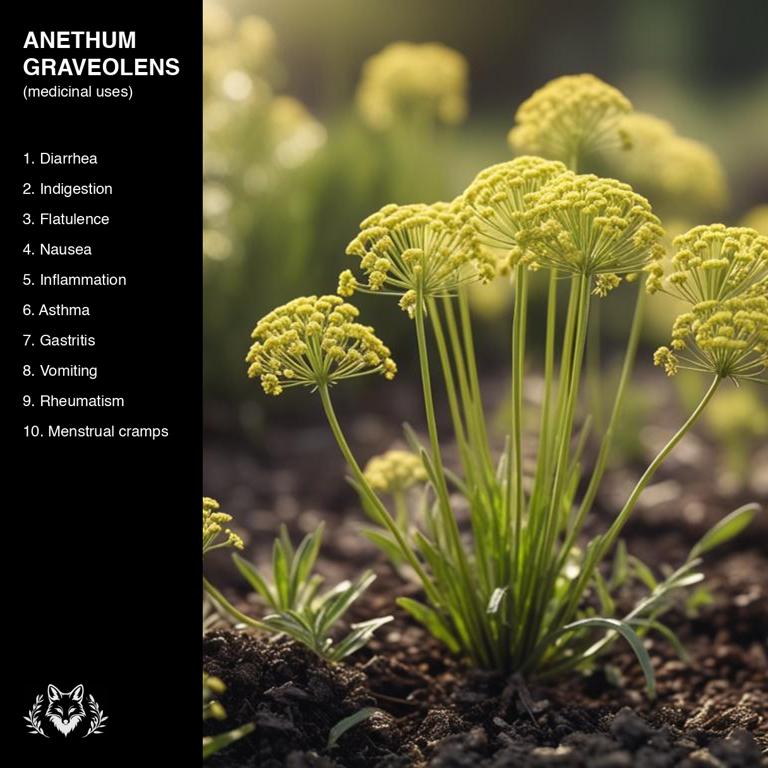 ANETHUM
GRAVEOLENS
(medicinal uses)
1. Diarrhea
2. Indigestion
3. Flatulence
4. Nausea
5. Inflammation
6. Asthma
7. Gastritis
8. Vomiting
9. Rheumatism
10. Menstrual cramps